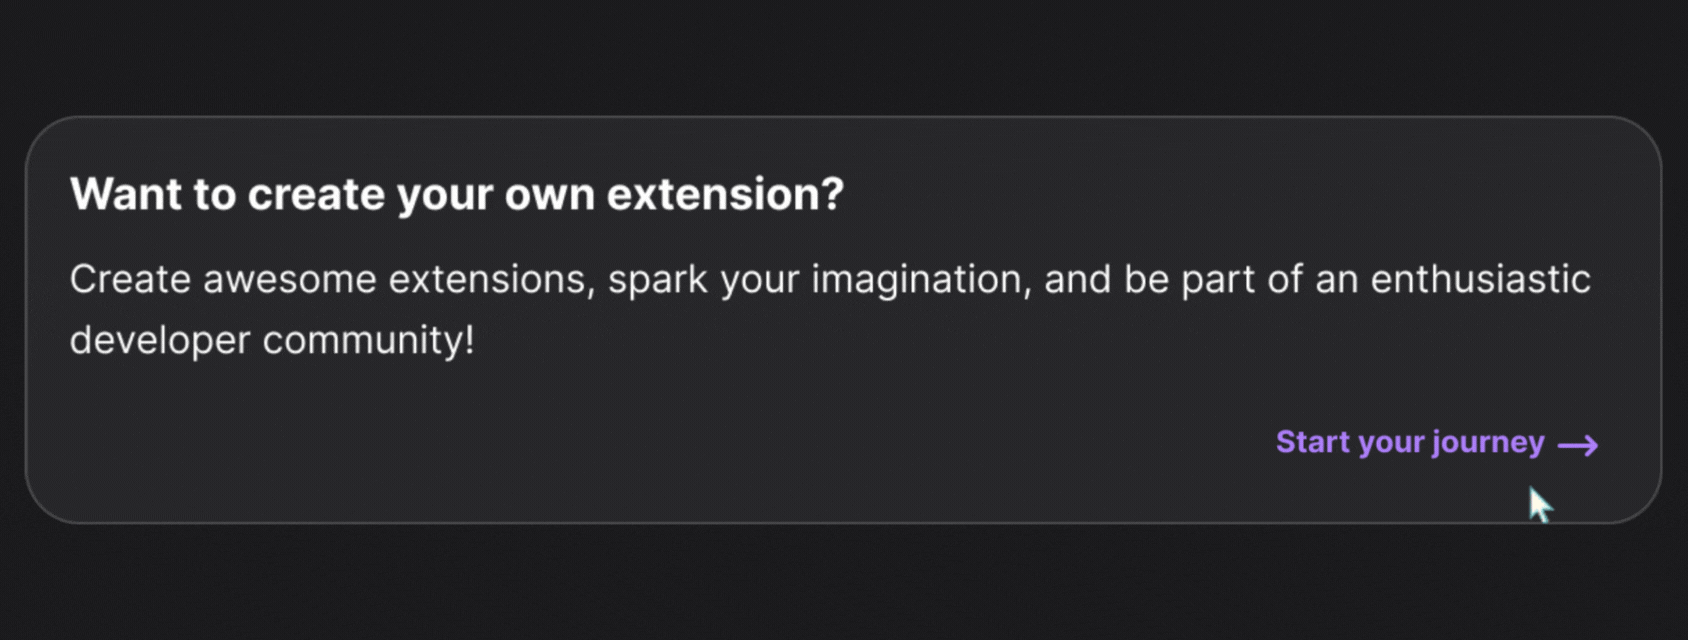 Want to create your own extension?
Create awesome extensions, spark your imagination, and be part of an enthusiastic
developer community!
Start your journey →